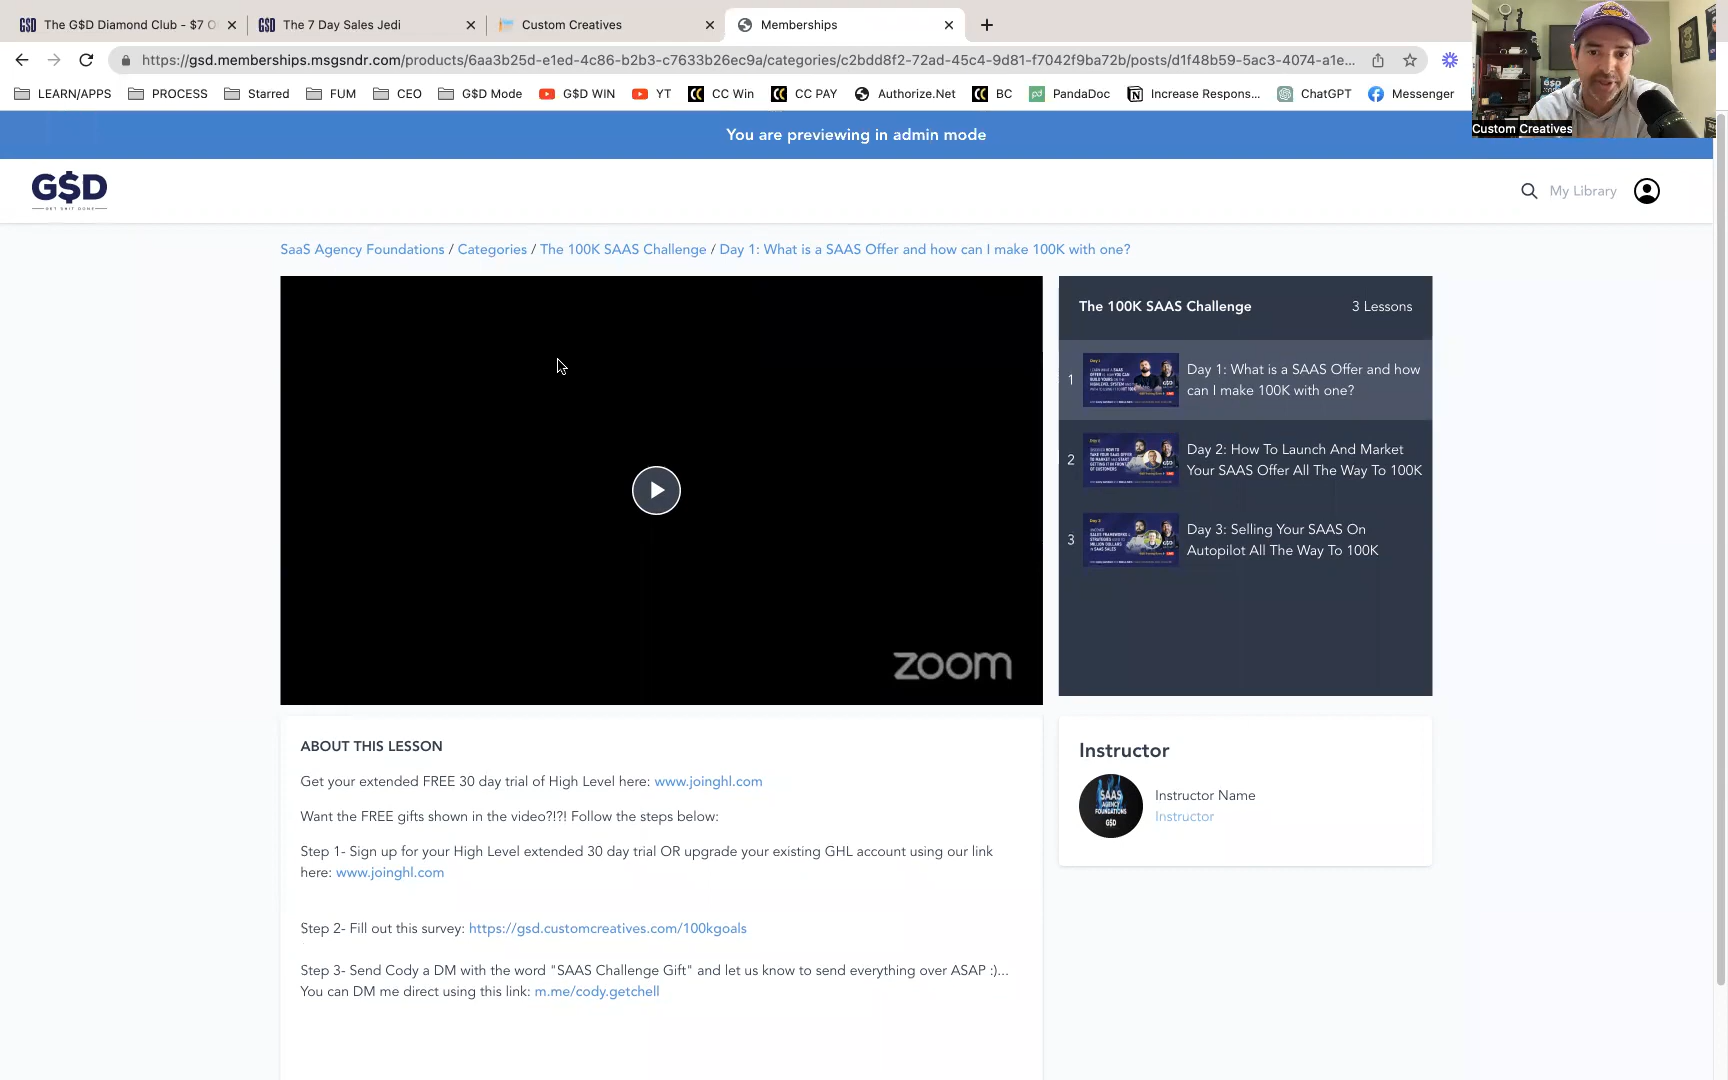 The G$D Diamond Club - $7 O
The 7 Day Sales Jedi
Custom Creatives
Memberships
https://gsd.memberships.msgsndr.com/products/6aa3b25d-e1ed-4c86-b2b3-c7633b26ec9a/categories/c2bdd8f2-72ad-45c4-9d81-f7042f9ba72b/posts/d1f48b59-5ac3-4074-a1e...
LEARN/APPS
PROCESS
Starred
FUM
CEO
G$D Mode
G$D WIN
YT
CC Win
CC PAY
Authorize.Net
BC
PandaDoc
Increase Respons...
ChatGPT
Messenger
Custom Creatives
You are previewing in admin mode
G$D
GET SHIT DONE
My Library
SaaS Agency Foundations / Categories / The 100K SAAS Challenge / Day 1: What is a SAAS Offer and how can I make 100K with one?
zoom
The 100K SAAS Challenge
3 Lessons
1
Day 1: What is a SAAS Offer and how
can I make 100K with one?
2
Day 2: How To Launch And Market
Your SAAS Offer All The Way To 100K
3
Day 3: Selling Your SAAS On
Autopilot All The Way To 100K
ABOUT THIS LESSON
Get your extended FREE 30 day trial of High Level here: www.joinghl.com
Want the FREE gifts shown in the video?!?! Follow the steps below:
Step 1- Sign up for your High Level extended 30 day trial OR upgrade your existing GHL account using our link
here: www.joinghl.com
Step 2- Fill out this survey: https://gsd.customcreatives.com/100kgoals
Step 3- Send Cody a DM with the word "SAAS Challenge Gift" and let us know to send everything over ASAP :)...
You can DM me direct using this link: m.me/cody.getchell
Instructor
SAAS
AGENCY
FOUNDATIONS
G$D
Instructor Name
Instructor